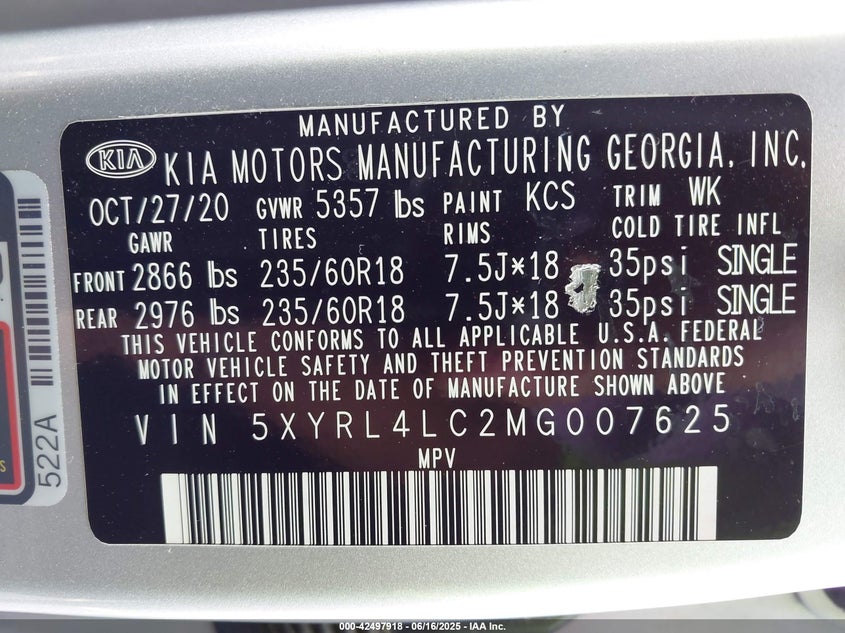 MANUFACTURED BY
KIA KIA MOTORS MANUFACTURING GEORGIA, INC.
OCT/27/20 GVWR 5357 lbs PAINT KCS TRIM WK
GAWR TIRES RIMS COLD TIRE INFL
FRONT 2866 lbs 235/60R18 7.5J*18 35psi SINGLE
REAR 2976 lbs 235/60R18 7.5J*18 35psi SINGLE
THIS VEHICLE CONFORMS TO ALL APPLICABLE U.S.A. FEDERAL
MOTOR VEHICLE SAFETY AND THEFT PREVENTION STANDARDS
IN EFFECT ON THE DATE OF MANUFACTURE SHOWN ABOVE
VIN 5XYRL4LC2MG007625
MPV
522A
000-42497918 - 06/16/2025 - IAA Inc.